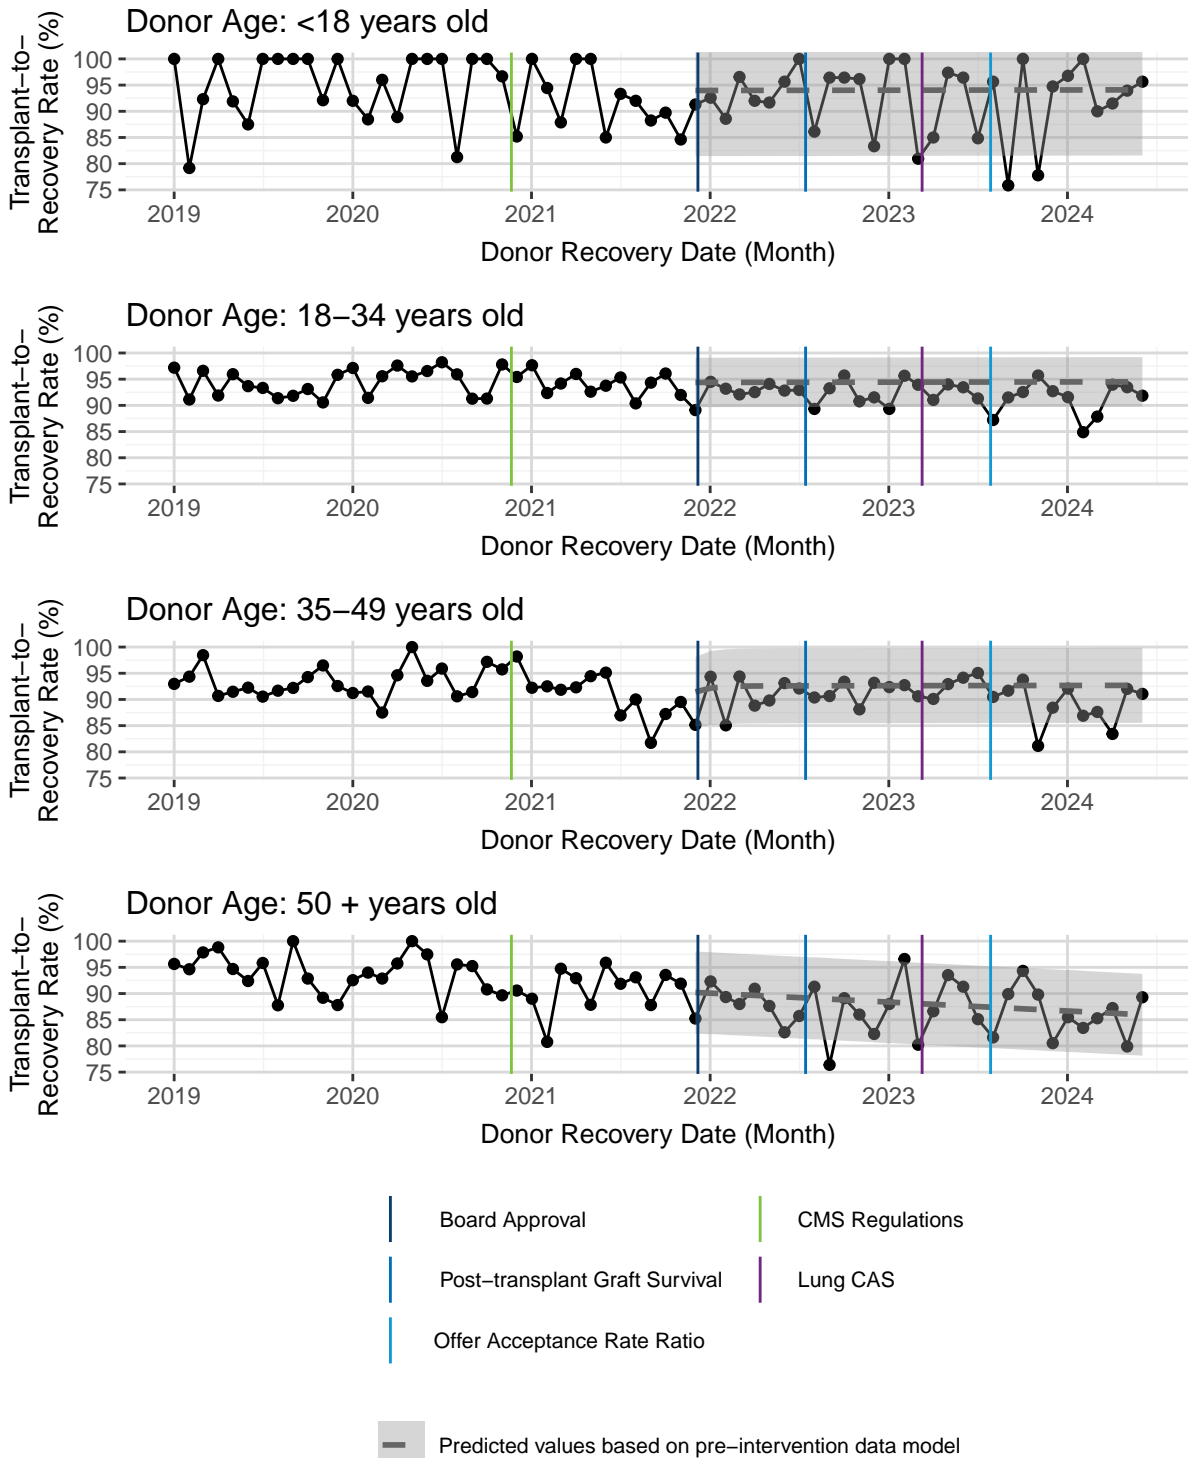 Donor Age: <18 years old
Transplant−to−
Recovery Rate (%)
100
95
90
85
80
75
2019 2020 2021 2022 2023 2024
Donor Recovery Date (Month)
Donor Age: 18−34 years old
Transplant−to−
Recovery Rate (%)
100
95
90
85
80
75
2019 2020 2021 2022 2023 2024
Donor Recovery Date (Month)
Donor Age: 35−49 years old
Transplant−to−
Recovery Rate (%)
100
95
90
85
80
75
2019 2020 2021 2022 2023 2024
Donor Recovery Date (Month)
Donor Age: 50 + years old
Transplant−to−
Recovery Rate (%)
100
95
90
85
80
75
2019 2020 2021 2022 2023 2024
Donor Recovery Date (Month)
Board Approval
CMS Regulations
Post−transplant Graft Survival
Lung CAS
Offer Acceptance Rate Ratio
Predicted values based on pre−intervention data model